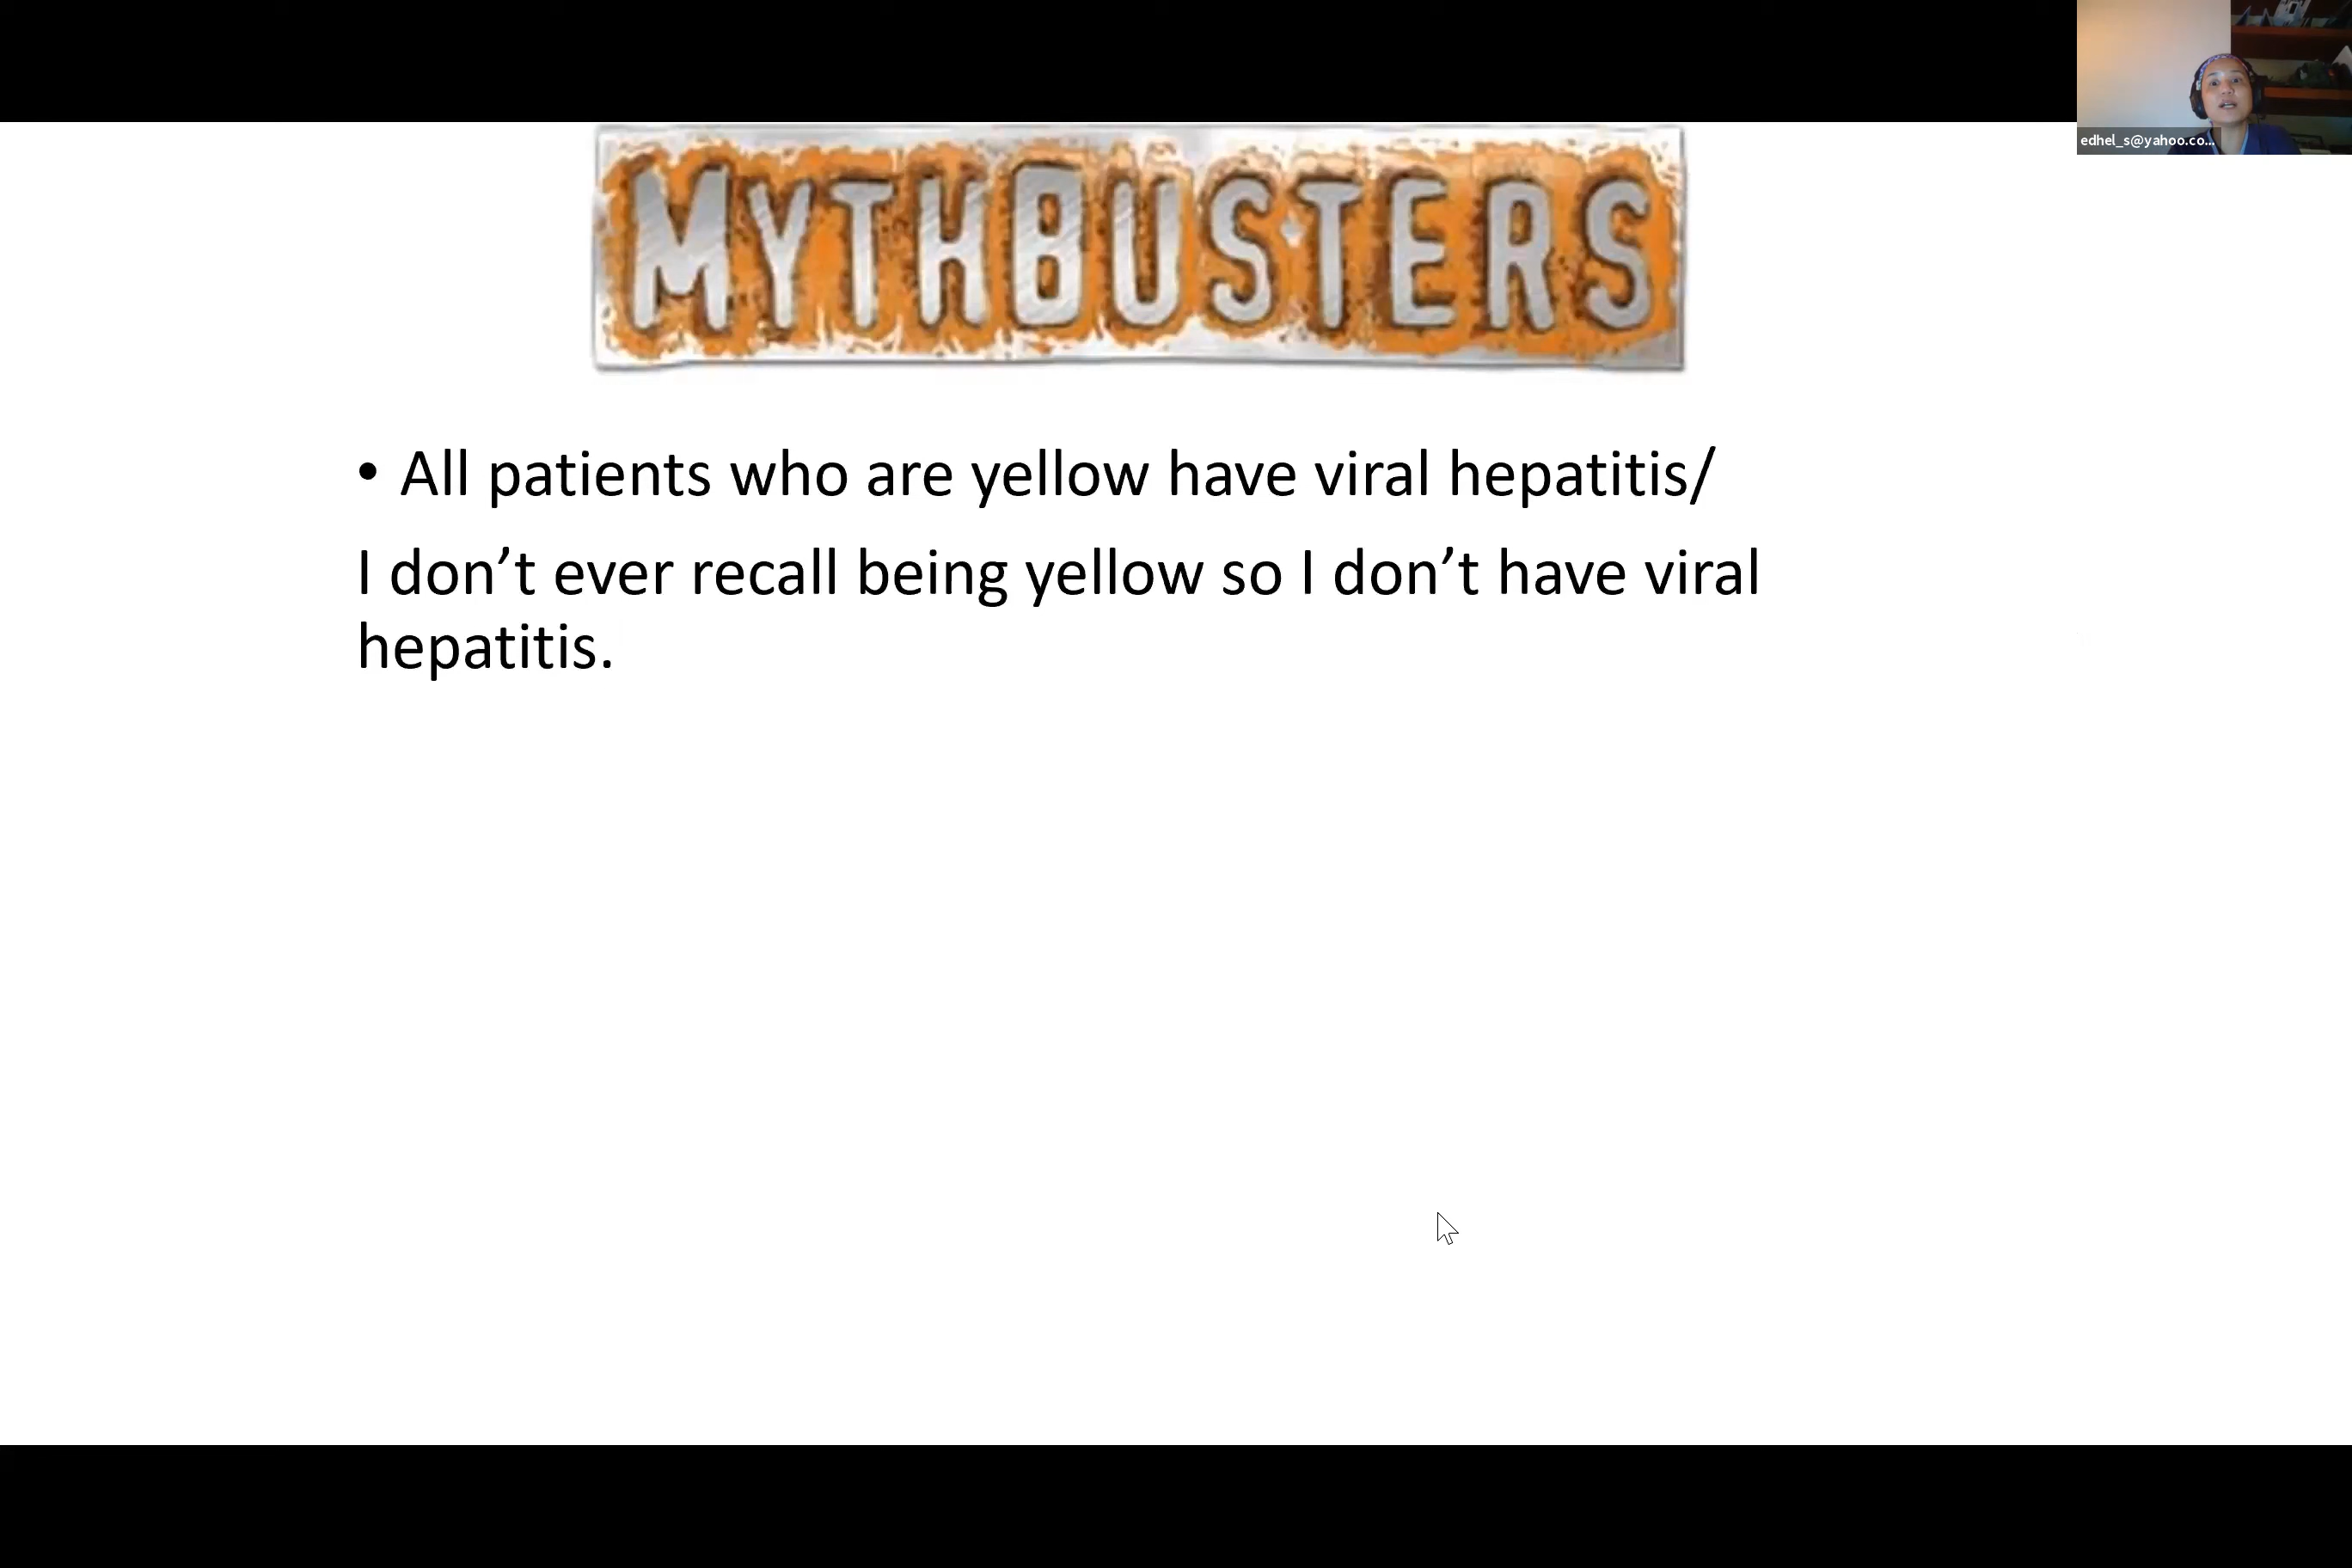 edhel_s@yahoo.co...
MYTHBUSTERS
• All patients who are yellow have viral hepatitis/
I don’t ever recall being yellow so I don’t have viral
hepatitis.